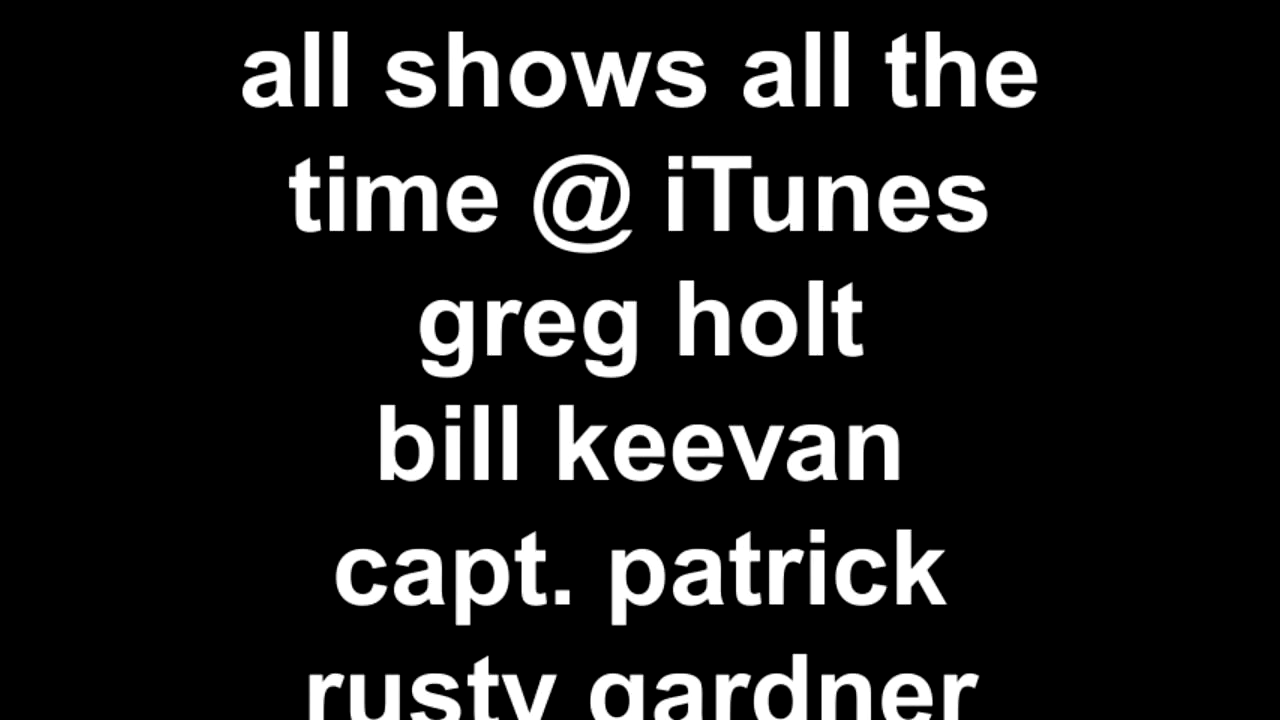 all shows all the
time @ iTunes
greg holt
bill keevan
capt. patrick
rusty gardner